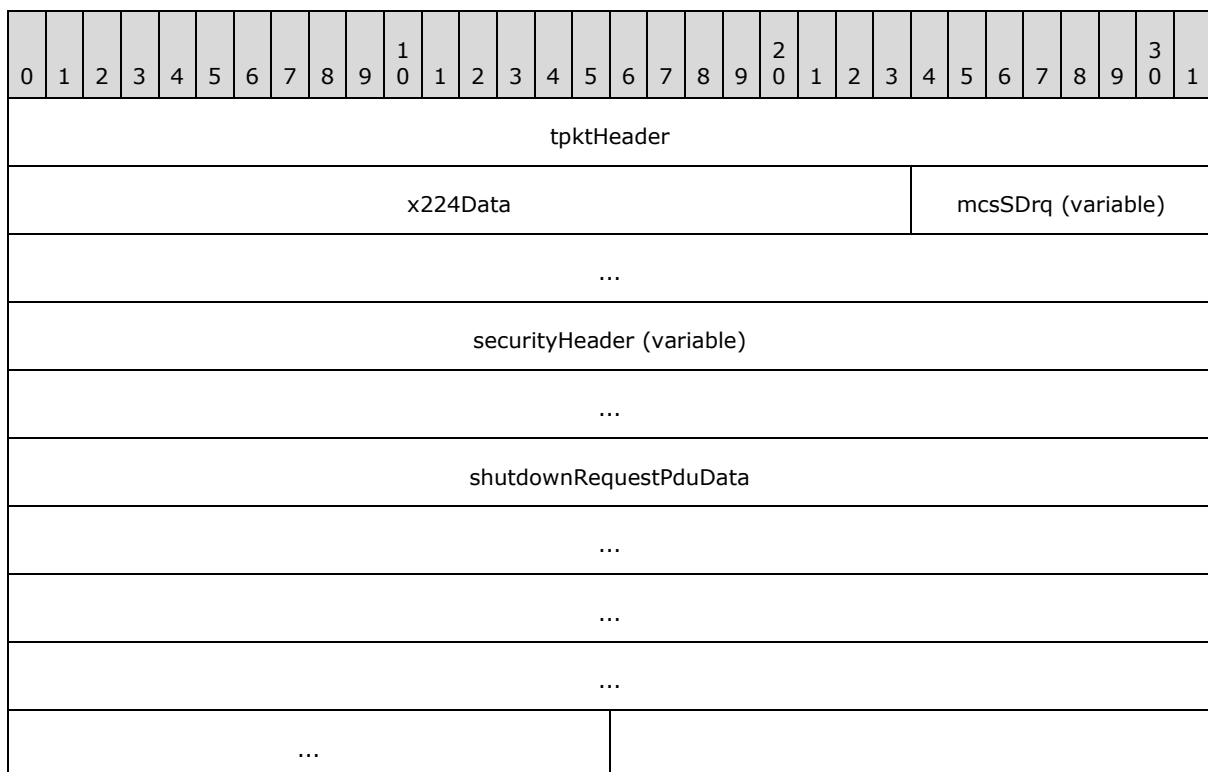 0 1 2 3 4 5 6 7 8 9 1 0 1 2 3 4 5 6 7 8 9 2 0 1 2 3 4 5 6 7 8 9 3 0 1
tpktHeader
x224Data mcsSDrq (variable)
...
securityHeader (variable)
...
shutdownRequestPduData
...
...
...
...